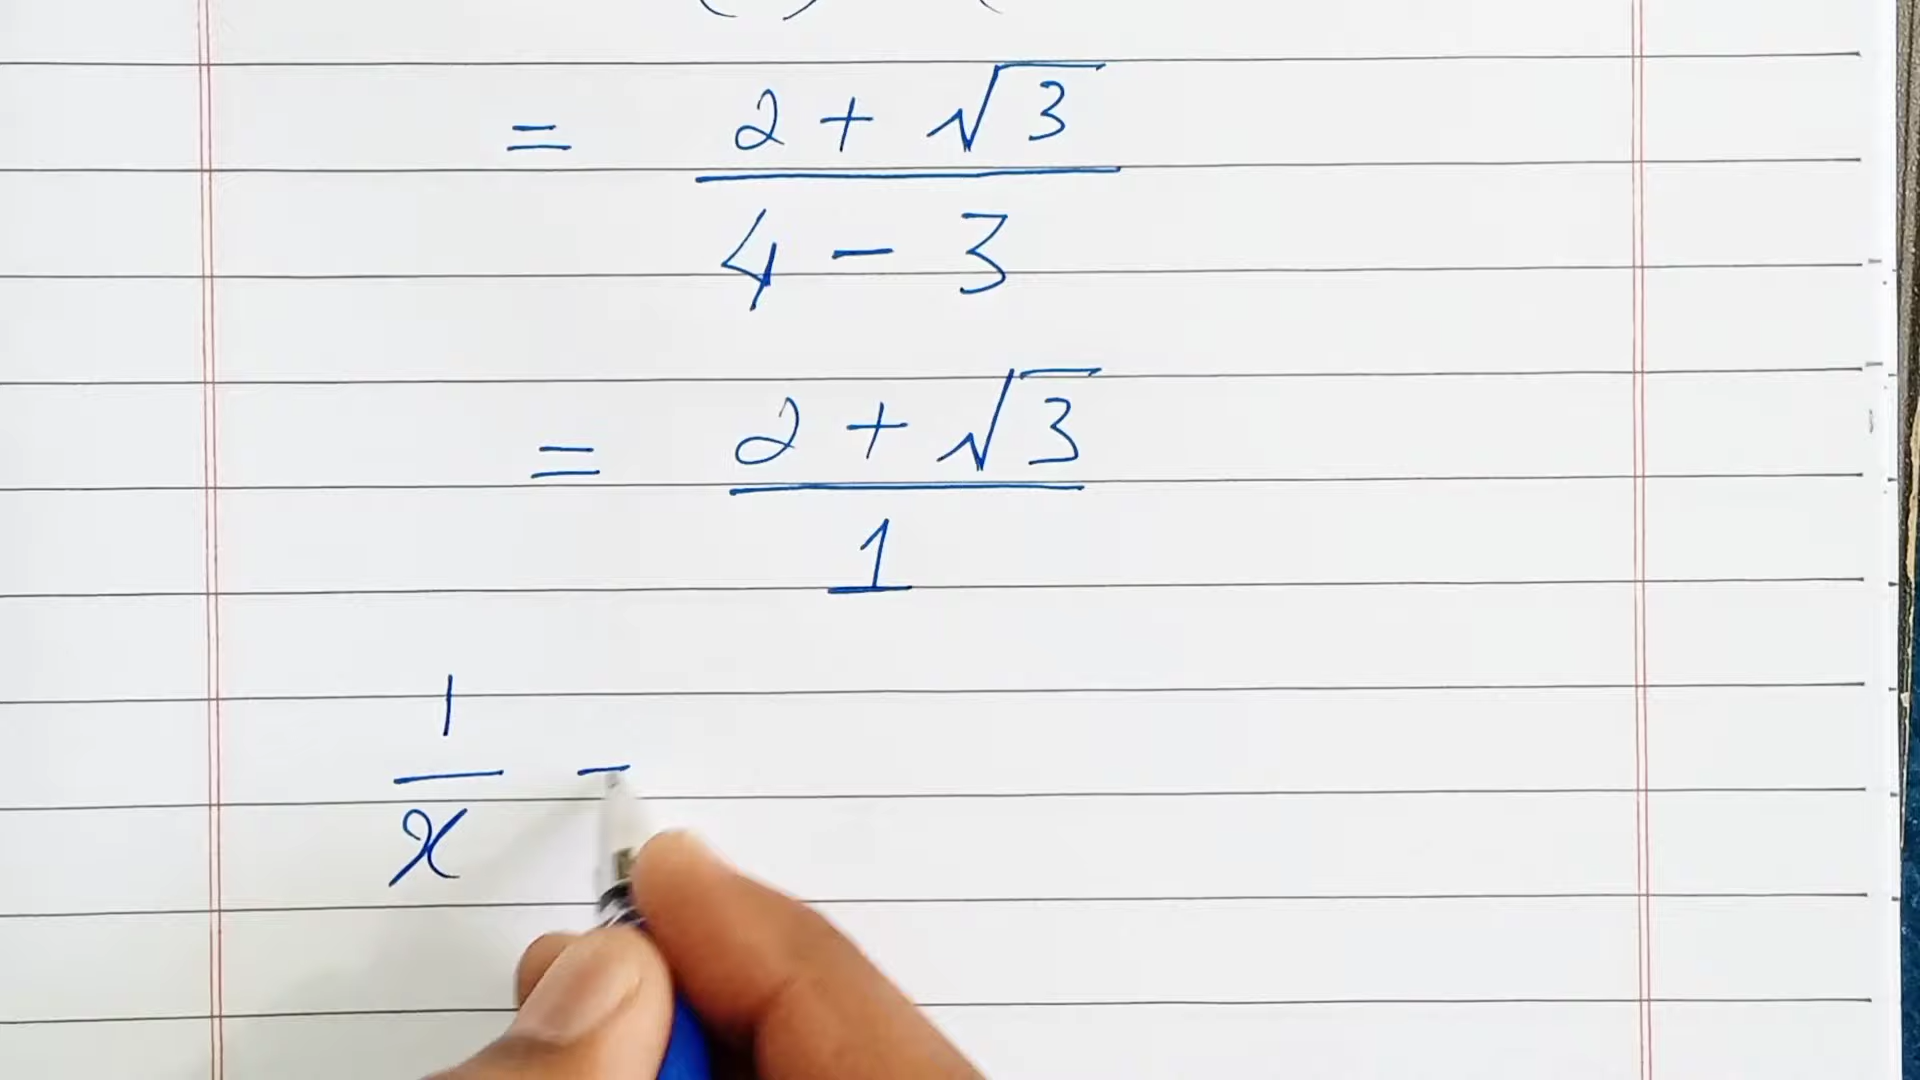 = (2 + √3) / (4 - 3)
= (2 + √3) / 1
1 / x -